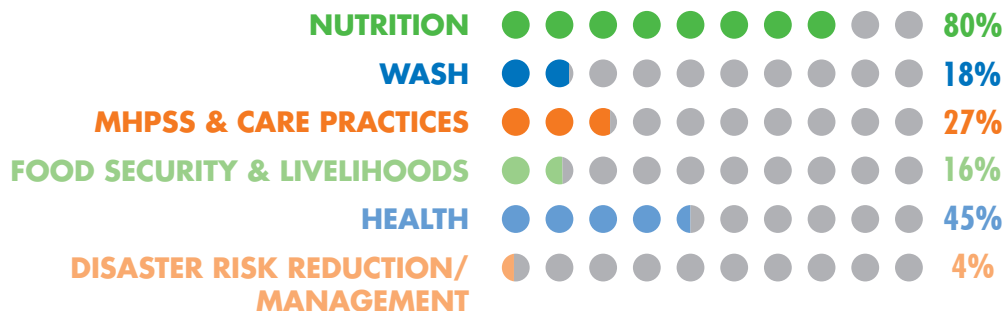 NUTRITION 80%
WASH 18%
MHPSS & CARE PRACTICES 27%
FOOD SECURITY & LIVELIHOODS 16%
HEALTH 45%
DISASTER RISK REDUCTION/ 4%
MANAGEMENT